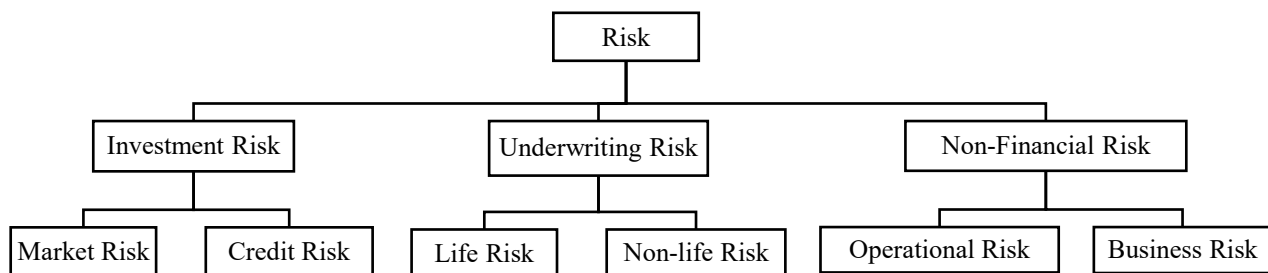 Risk
Investment Risk
Underwriting Risk
Non-Financial Risk
Market Risk
Credit Risk
Life Risk
Non-life Risk
Operational Risk
Business Risk